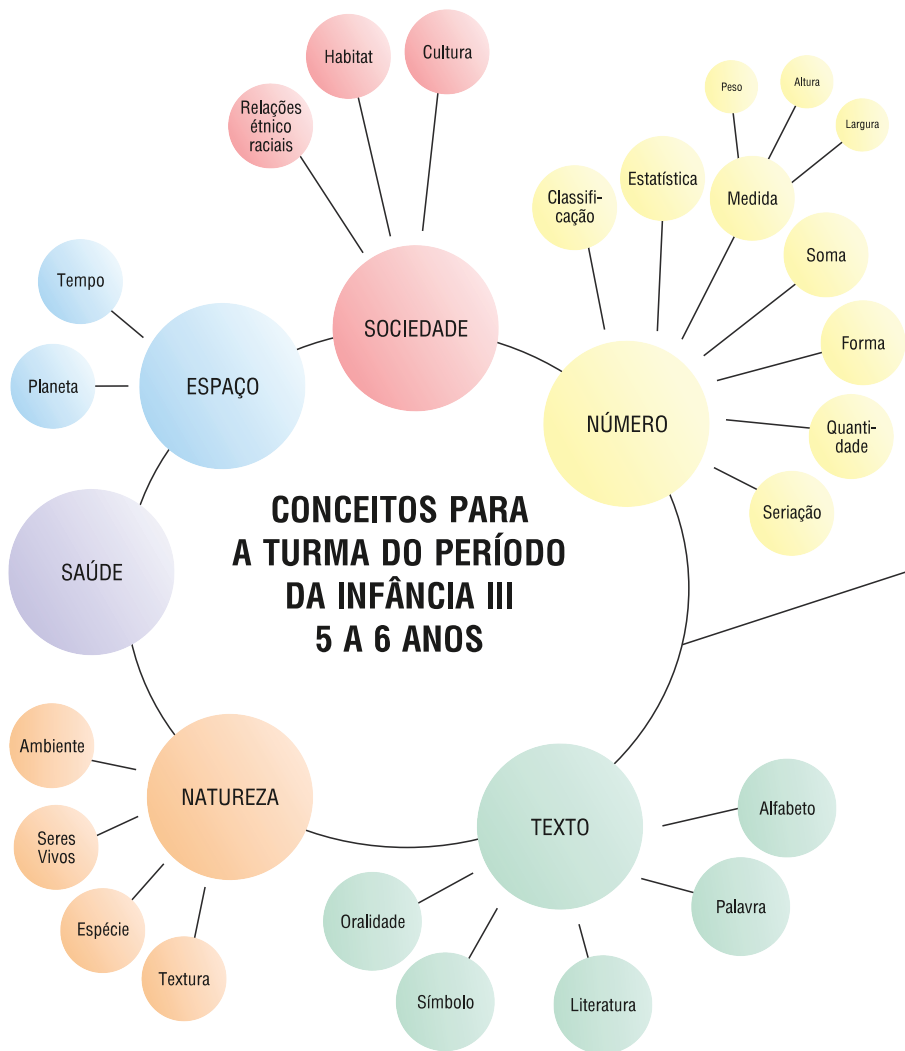 Habitat
Cultura
Relações
étnico
raciais
SOCIEDADE
Peso
Altura
Largura
Medida
Estatística
Classifi-
cação
Soma
Forma
Quanti-
dade
Seriação
NÚMERO
Tempo
Planeta
ESPAÇO
SAÚDE
CONCEITOS PARA
A TURMA DO PERÍODO
DA INFÂNCIA III
5 A 6 ANOS
Ambiente
Seres
Vivos
Espécie
Textura
NATUREZA
TEXTO
Alfabeto
Palavra
Literatura
Símbolo
Oralidade